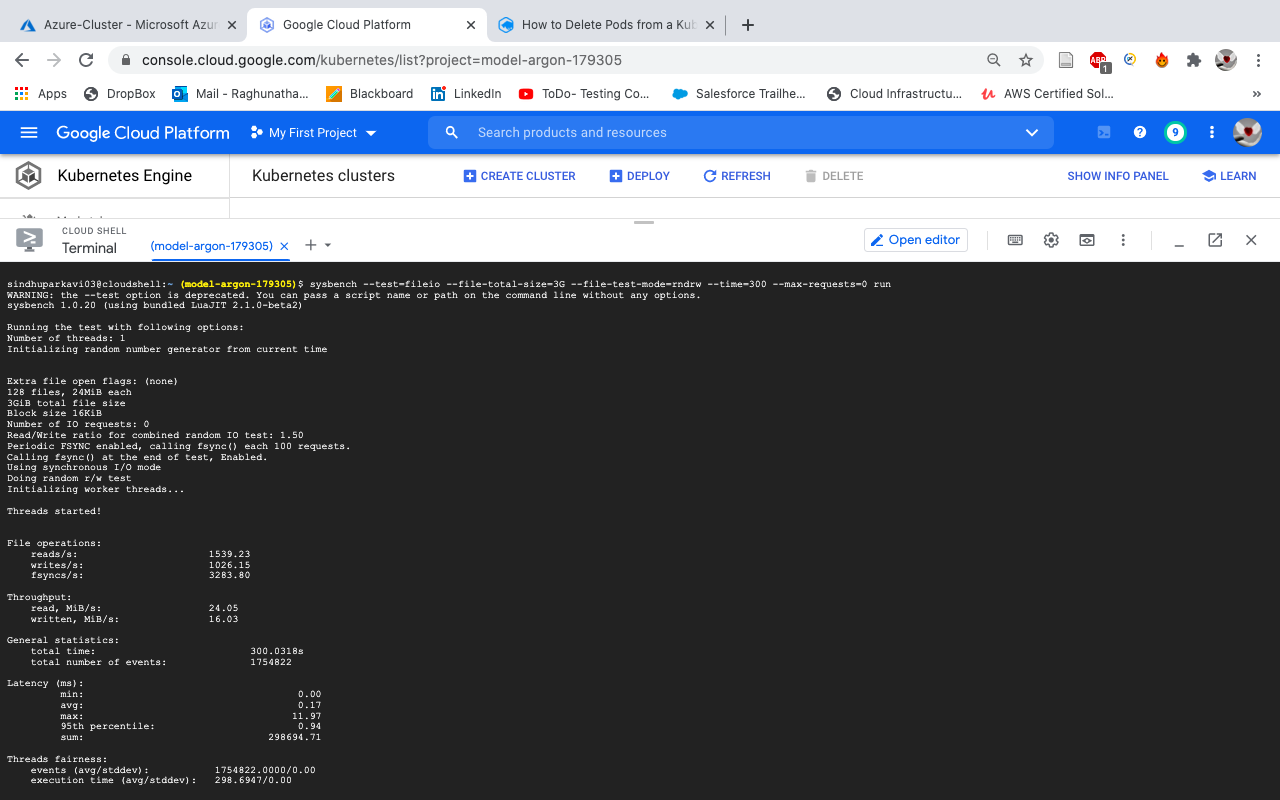 Azure-Cluster - Microsoft Azur
Google Cloud Platform
How to Delete Pods from a Kub
console.cloud.google.com/kubernetes/list?project=model-argon-179305
ABP
1
Apps
DropBox
Mail - Raghunatha...
Blackboard
LinkedIn
ToDo- Testing Co...
Salesforce Trailhe...
Cloud Infrastructu...
AWS Certified Sol...
»
Google Cloud Platform
My First Project
Search products and resources
9
Kubernetes Engine
Kubernetes clusters
CREATE CLUSTER
DEPLOY
REFRESH
DELETE
SHOW INFO PANEL
LEARN
CLOUD SHELL
Terminal
(model-argon-179305)
Open editor
sindhuparkavi03@cloudshell:~ (model-argon-179305)$ sysbench --test=fileio --file-total-size=3G --file-test-mode=rndrw --time=300 --max-requests=0 run
WARNING: the --test option is deprecated. You can pass a script name or path on the command line without any options.
sysbench 1.0.20 (using bundled LuaJIT 2.1.0-beta2)
Running the test with following options:
Number of threads: 1
Initializing random number generator from current time
Extra file open flags: (none)
128 files, 24MiB each
3GiB total file size
Block size 16KiB
Number of IO requests: 0
Read/Write ratio for combined random IO test: 1.50
Periodic FSYNC enabled, calling fsync() each 100 requests.
Calling fsync() at the end of test, Enabled.
Using synchronous I/O mode
Doing random r/w test
Initializing worker threads...
Threads started!
File operations:
reads/s: 1539.23
writes/s: 1026.15
fsyncs/s: 3283.80
Throughput:
read, MiB/s: 24.05
written, MiB/s: 16.03
General statistics:
total time: 300.0318s
total number of events: 1754822
Latency (ms):
min: 0.00
avg: 0.17
max: 11.97
95th percentile: 0.94
sum: 298694.71
Threads fairness:
events (avg/stddev): 1754822.0000/0.00
execution time (avg/stddev): 298.6947/0.00